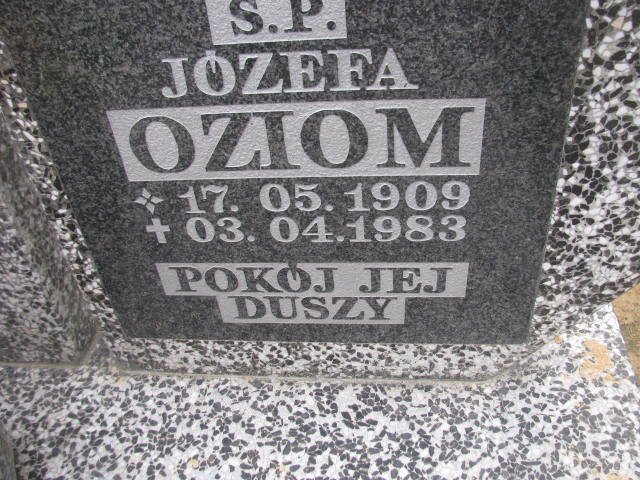 Ś.P.
JÓZEFA
OZIOM
17. 05. 1909
03. 04. 1983
POKÓJ JEJ
DUSZY